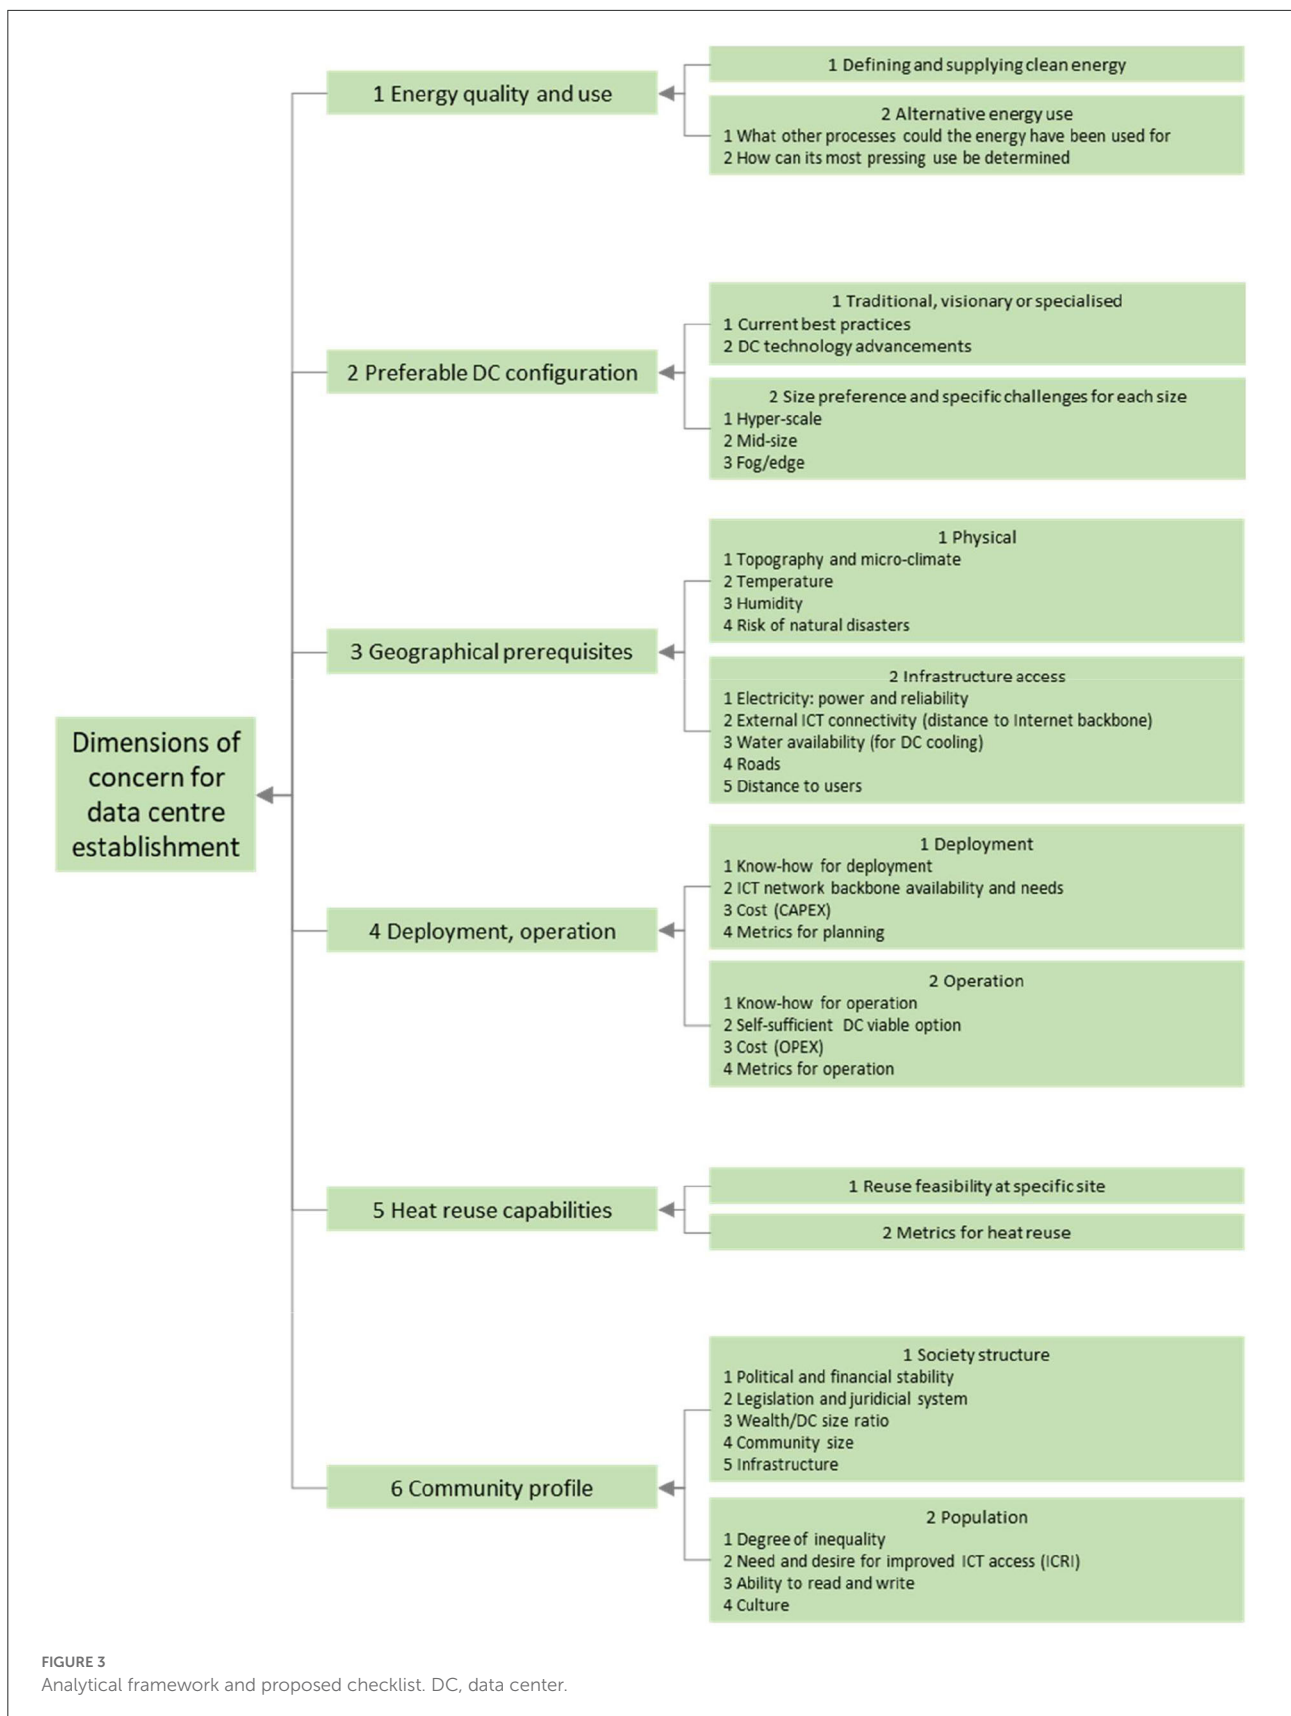 1 Energy quality and use
1 Defining and supplying clean energy
2 Alternative energy use
1 What other processes could the energy have been used for
2 How can its most pressing use be determined
2 Preferable DC configuration
1 Traditional, visionary or specialised
1 Current best practices
2 DC technology advancements
2 Size preference and specific challenges for each size
1 Hyper-scale
2 Mid-size
3 Fog/edge
3 Geographical prerequisites
1 Physical
1 Topography and micro-climate
2 Temperature
3 Humidity
4 Risk of natural disasters
2 Infrastructure access
1 Electricity: power and reliability
2 External ICT connectivity (distance to Internet backbone)
3 Water availability (for DC cooling)
4 Roads
5 Distance to users
Dimensions of
concern for
data centre
establishment
4 Deployment, operation
1 Deployment
1 Know-how for deployment
2 ICT network backbone availability and needs
3 Cost (CAPEX)
4 Metrics for planning
2 Operation
1 Know-how for operation
2 Self-sufficient DC viable option
3 Cost (OPEX)
4 Metrics for operation
5 Heat reuse capabilities
1 Reuse feasibility at specific site
2 Metrics for heat reuse
6 Community profile
1 Society structure
1 Political and financial stability
2 Legislation and juridicial system
3 Wealth/DC size ratio
4 Community size
5 Infrastructure
2 Population
1 Degree of inequality
2 Need and desire for improved ICT access (ICRI)
3 Ability to read and write
4 Culture
FIGURE 3
Analytical framework and proposed checklist. DC, data center.